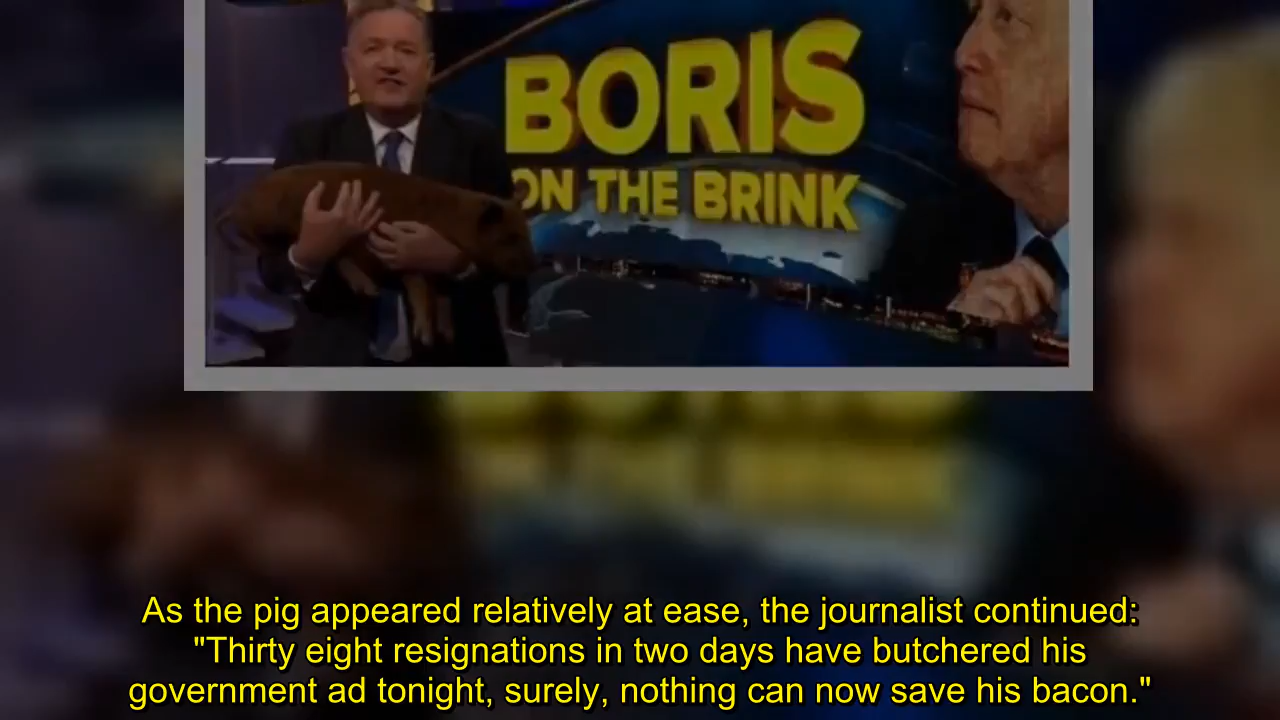 BORIS
ON THE BRINK
As the pig appeared relatively at ease, the journalist continued:
"Thirty eight resignations in two days have butchered his
government ad tonight, surely, nothing can now save his bacon."